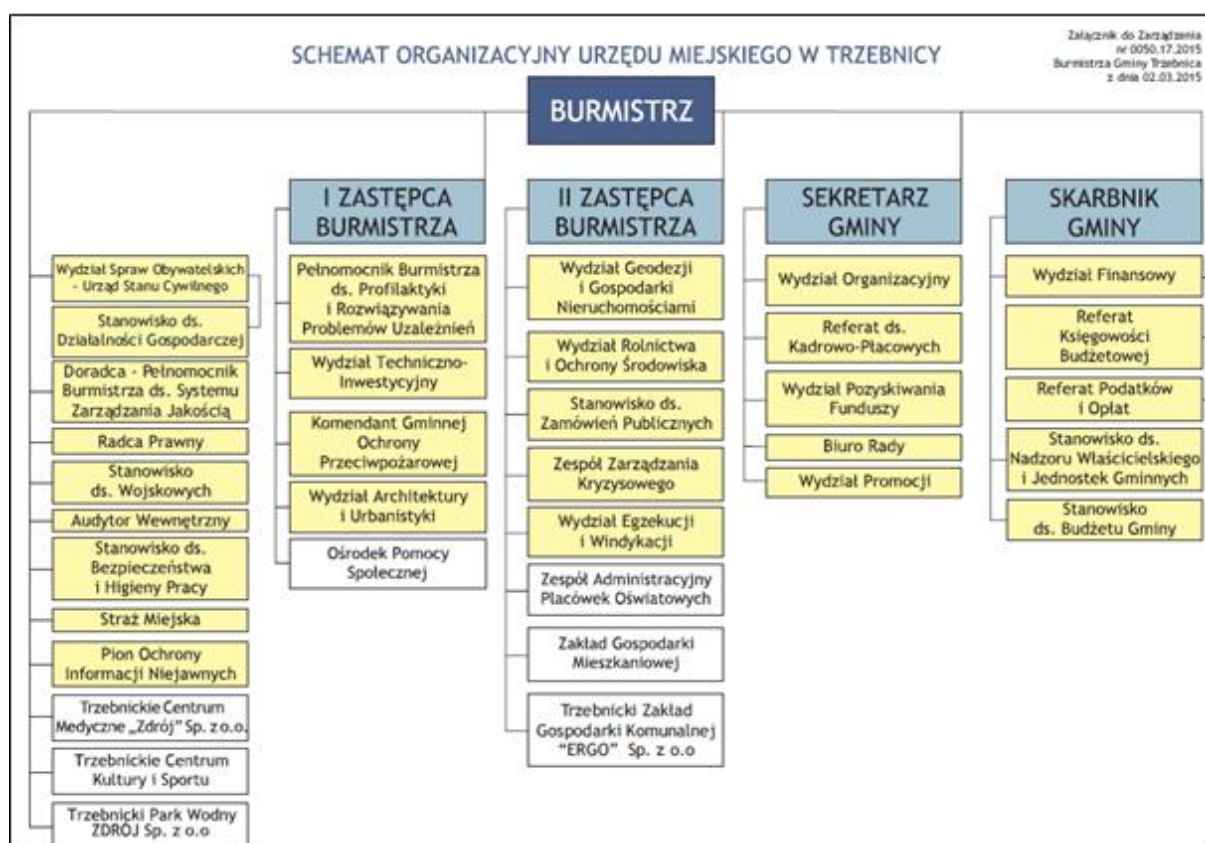 Załącznik do Zarządzenia
nr 0050.17.2015
Burmistrza Gminy Trzebnica
z dnia 02.03.2015
SCHEMAT ORGANIZACYJNY URZĘDU MIEJSKIEGO W TRZEBNICY
BURMISTRZ
Wydział Spraw Obywatelskich
- Urząd Stanu Cywilnego
Stanowisko ds.
Działalności Gospodarczej
Doradca - Pełnomocnik
Burmistrza ds. Systemu
Zarządzania Jakością
Radca Prawny
Stanowisko
ds. Wojskowych
Audytor Wewnętrzny
Stanowisko ds.
Bezpieczeństwa
i Higieny Pracy
Straż Miejska
Pion Ochrony
Informacji Niejawnych
Trzebnickie Centrum
Medyczne „Zdrój” Sp. z o.o.
Trzebnickie Centrum
Kultury i Sportu
Trzebnicki Park Wodny
ZDRÓJ Sp. z o.o
I ZASTĘPCA
BURMISTRZA
Pełnomocnik Burmistrza
ds. Profilaktyki
i Rozwiązywania
Problemów Uzależnień
Wydział Techniczno-
Inwestycyjny
Komendant Gminnej
Ochrony
Przeciwpożarowej
Wydział Architektury
i Urbanistyki
Ośrodek Pomocy
Społecznej
II ZASTĘPCA
BURMISTRZA
Wydział Geodezji
i Gospodarki
Nieruchomościami
Wydział Rolnictwa
i Ochrony Środowiska
Stanowisko ds.
Zamówień Publicznych
Zespół Zarządzania
Kryzysowego
Wydział Egzekucji
i Windykacji
Zespół Administracyjny
Placówek Oświatowych
Zakład Gospodarki
Mieszkaniowej
Trzebnicki Zakład
Gospodarki Komunalnej
“ERGO” Sp. z o.o
SEKRETARZ
GMINY
Wydział Organizacyjny
Referat ds.
Kadrowo-Płacowych
Wydział Pozyskiwania
Funduszy
Biuro Rady
Wydział Promocji
SKARBNIK
GMINY
Wydział Finansowy
Referat
Księgowości
Budżetowej
Referat Podatków
i Opłat
Stanowisko ds.
Nadzoru Właścicielskiego
i Jednostek Gminnych
Stanowisko
ds. Budżetu Gminy